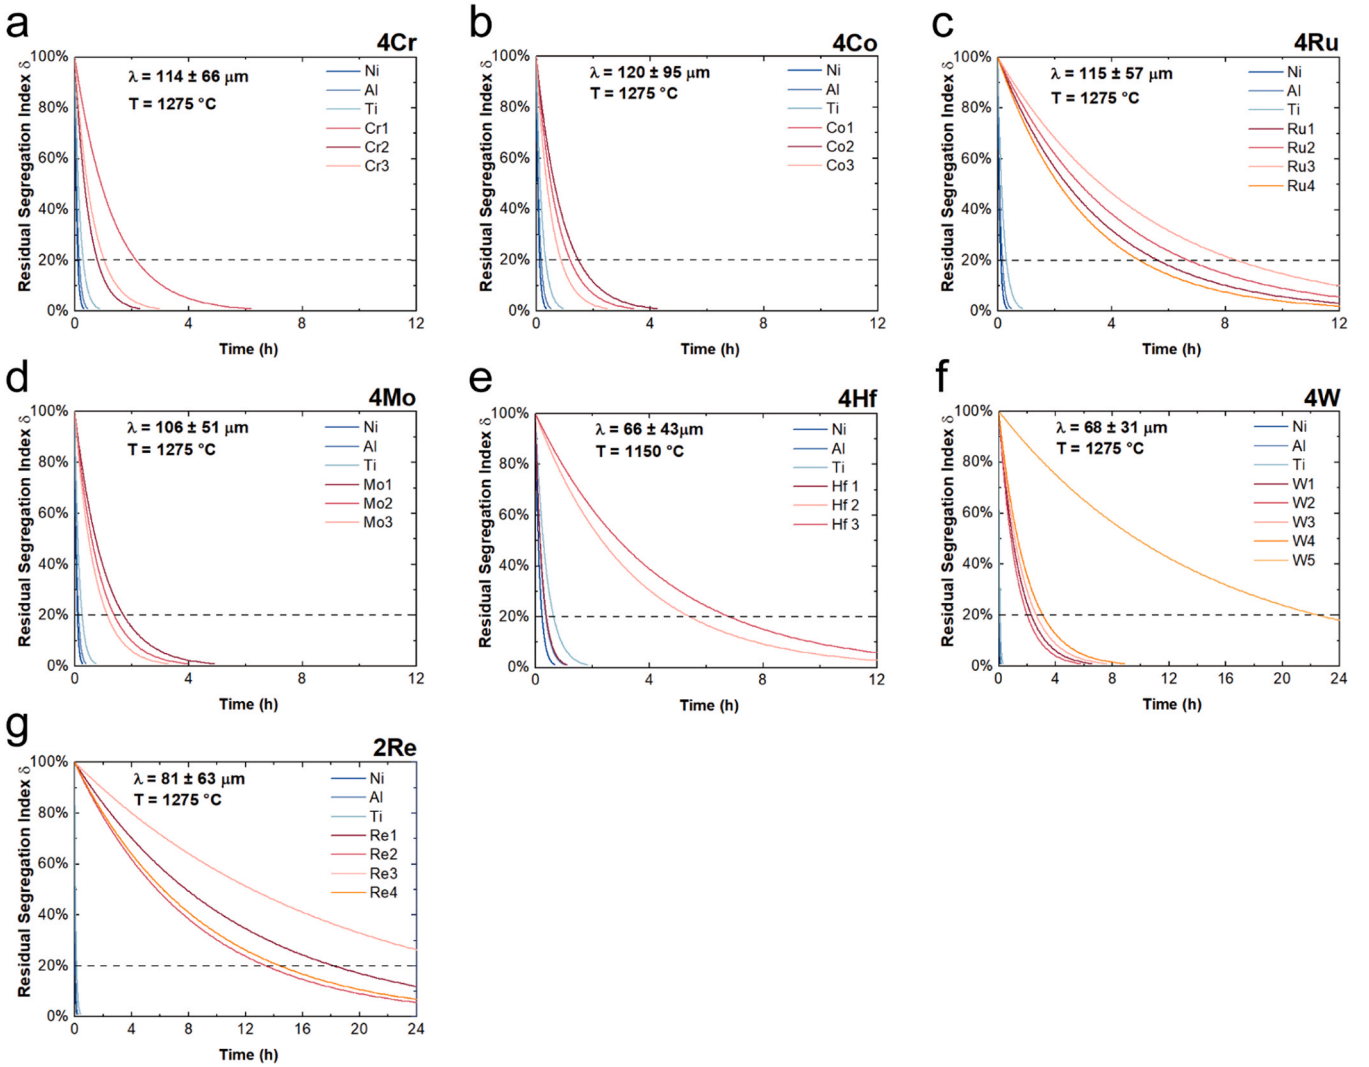 a
4Cr
λ = 114 ± 66 µm
T = 1275 °C
Ni
Al
Ti
Cr1
Cr2
Cr3
100%
80%
60%
40%
20%
0%
0 4 8 12
Residual Segregation Index δ
Time (h)
b
4Co
λ = 120 ± 95 µm
T = 1275 °C
Ni
Al
Ti
Co1
Co2
Co3
100%
80%
60%
40%
20%
0%
0 4 8 12
Residual Segregation Index δ
Time (h)
c
4Ru
λ = 115 ± 57 µm
T = 1275 °C
Ni
Al
Ti
Ru1
Ru2
Ru3
Ru4
100%
80%
60%
40%
20%
0%
0 4 8 12
Residual Segregation Index δ
Time (h)
d
4Mo
λ = 106 ± 51 µm
T = 1275 °C
Ni
Al
Ti
Mo1
Mo2
Mo3
100%
80%
60%
40%
20%
0%
0 4 8 12
Residual Segregation Index δ
Time (h)
e
4Hf
λ = 66 ± 43µm
T = 1150 °C
Ni
Al
Ti
Hf 1
Hf 2
Hf 3
100%
80%
60%
40%
20%
0%
0 4 8 12
Residual Segregation Index δ
Time (h)
f
4W
λ = 68 ± 31 µm
T = 1275 °C
Ni
Al
Ti
W1
W2
W3
W4
W5
100%
80%
60%
40%
20%
0%
0 4 8 12 16 20 24
Residual Segregation Index δ
Time (h)
g
2Re
λ = 81 ± 63 µm
T = 1275 °C
Ni
Al
Ti
Re1
Re2
Re3
Re4
100%
80%
60%
40%
20%
0%
0 4 8 12 16 20 24
Residual Segregation Index δ
Time (h)